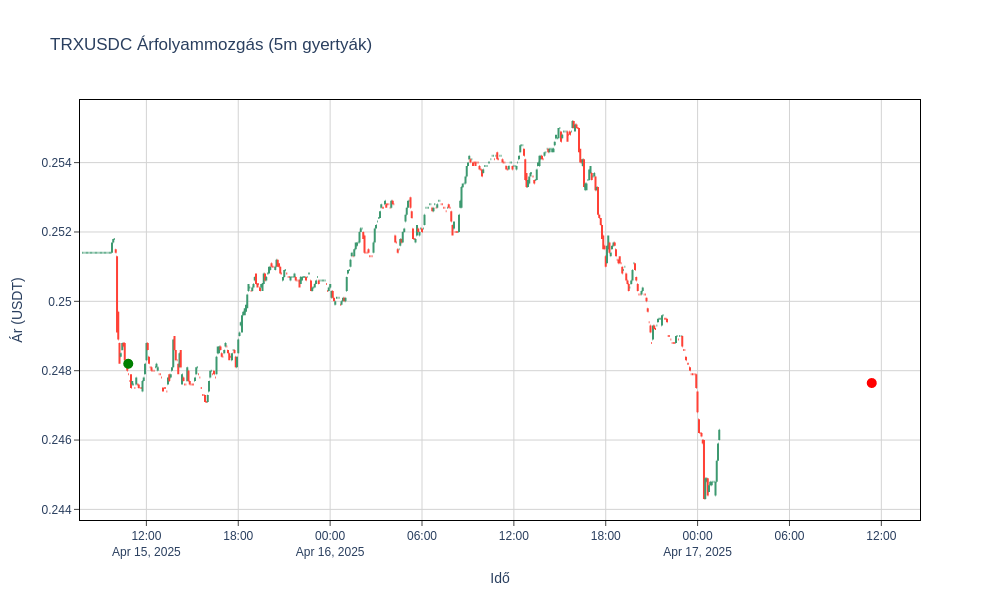 TRXUSDC Árfolyammozgás (5m gyertyák)
0.254
0.252
0.25
0.248
0.246
0.244
Ár (USDT)
12:00
Apr 15, 2025
18:00
00:00
Apr 16, 2025
06:00
12:00
18:00
00:00
Apr 17, 2025
06:00
12:00
Idő